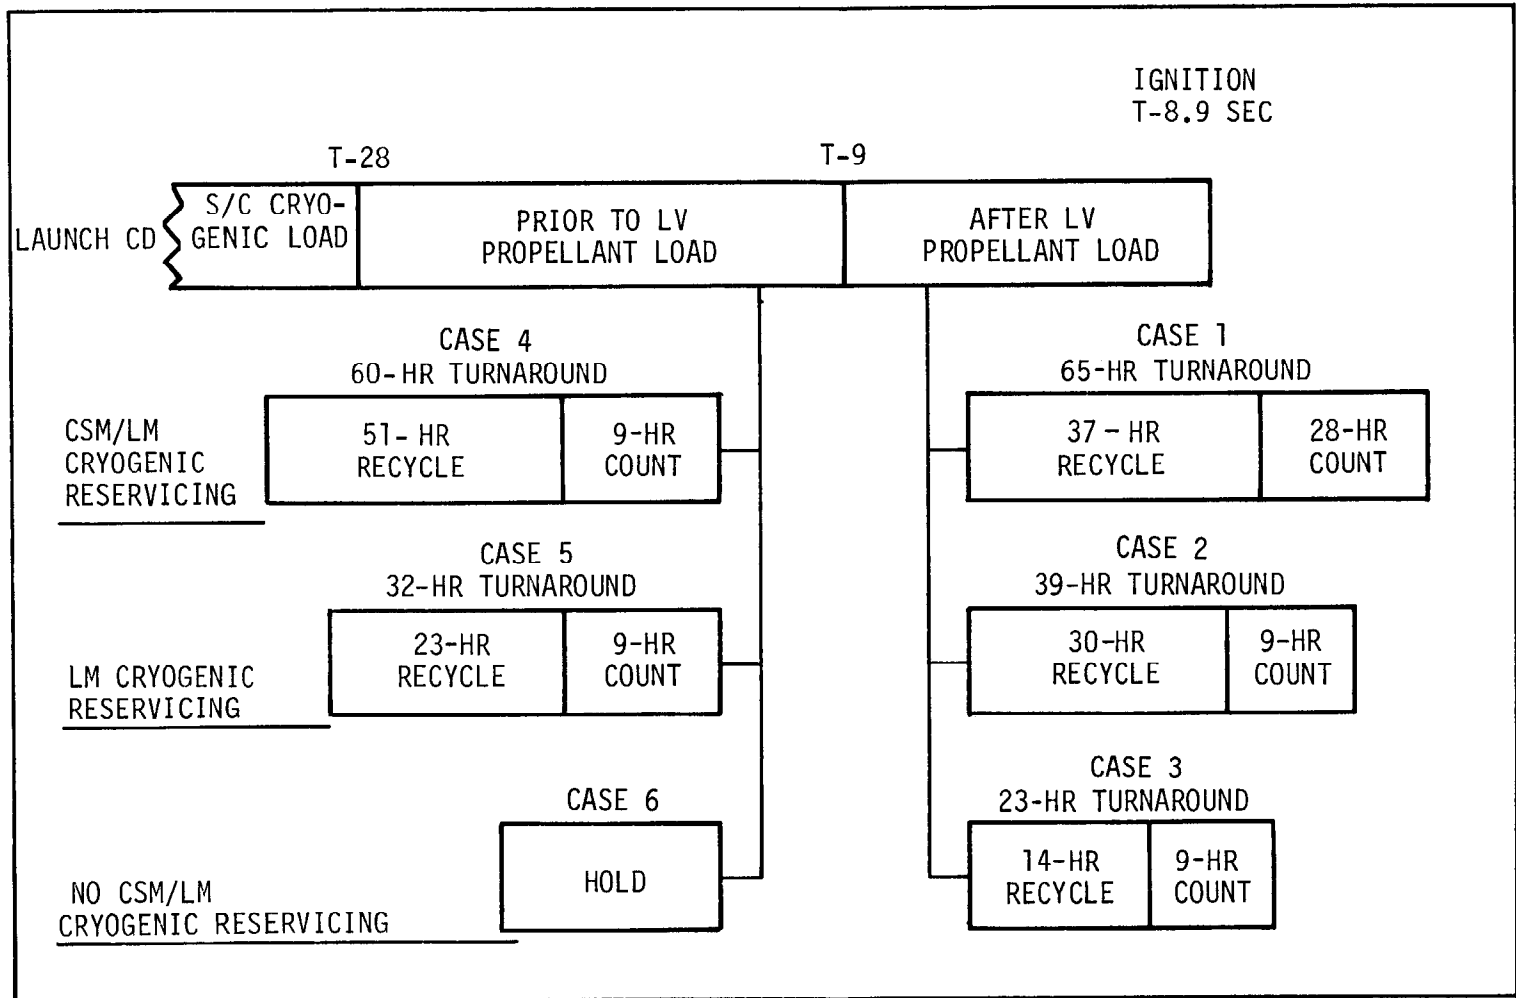 IGNITION
T-8.9 SEC
T-28
T-9
LAUNCH CD
S/C CRYO-
GENIC LOAD
PRIOR TO LV
PROPELLANT LOAD
AFTER LV
PROPELLANT LOAD
CASE 4
60-HR TURNAROUND
CASE 1
65-HR TURNAROUND
CSM/LM
CRYOGENIC
RESERVICING
51-HR
RECYCLE
9-HR
COUNT
37-HR
RECYCLE
28-HR
COUNT
CASE 5
32-HR TURNAROUND
CASE 2
39-HR TURNAROUND
LM CRYOGENIC
RESERVICING
23-HR
RECYCLE
9-HR
COUNT
30-HR
RECYCLE
9-HR
COUNT
CASE 6
CASE 3
23-HR TURNAROUND
NO CSM/LM
CRYOGENIC RESERVICING
HOLD
14-HR
RECYCLE
9-HR
COUNT